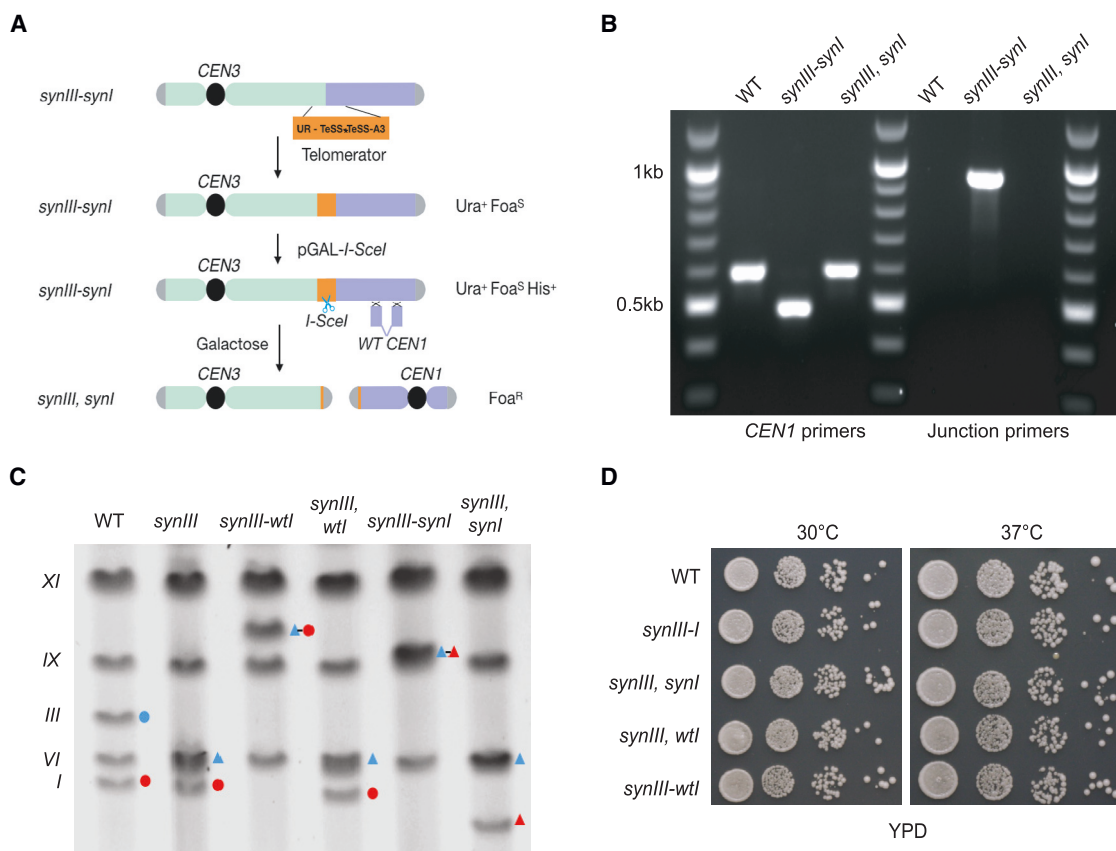 A
CEN3
synIII-synI
UR - TeSS★TeSS-A3
Telomerator
CEN3
synIII-synI
Ura⁺ Foaˢ
pGAL-I-SceI
CEN3
synIII-synI
Ura⁺ Foaˢ His⁺
I-SceI
WT CEN1
Galactose
CEN3
CEN1
synIII, synI
Foaᴿ
B
WT
synIII-synI
synIII, synI
WT
synIII-synI
synIII, synI
1kb
0.5kb
CEN1 primers
Junction primers
C
WT
synIII
synIII-wtI
synIII,
wtI
synIII-synI
synIII,
synI
XI
IX
III
VI
I
D
30°C
37°C
WT
synIII-I
synIII, synI
synIII, wtI
synIII-wtI
YPD